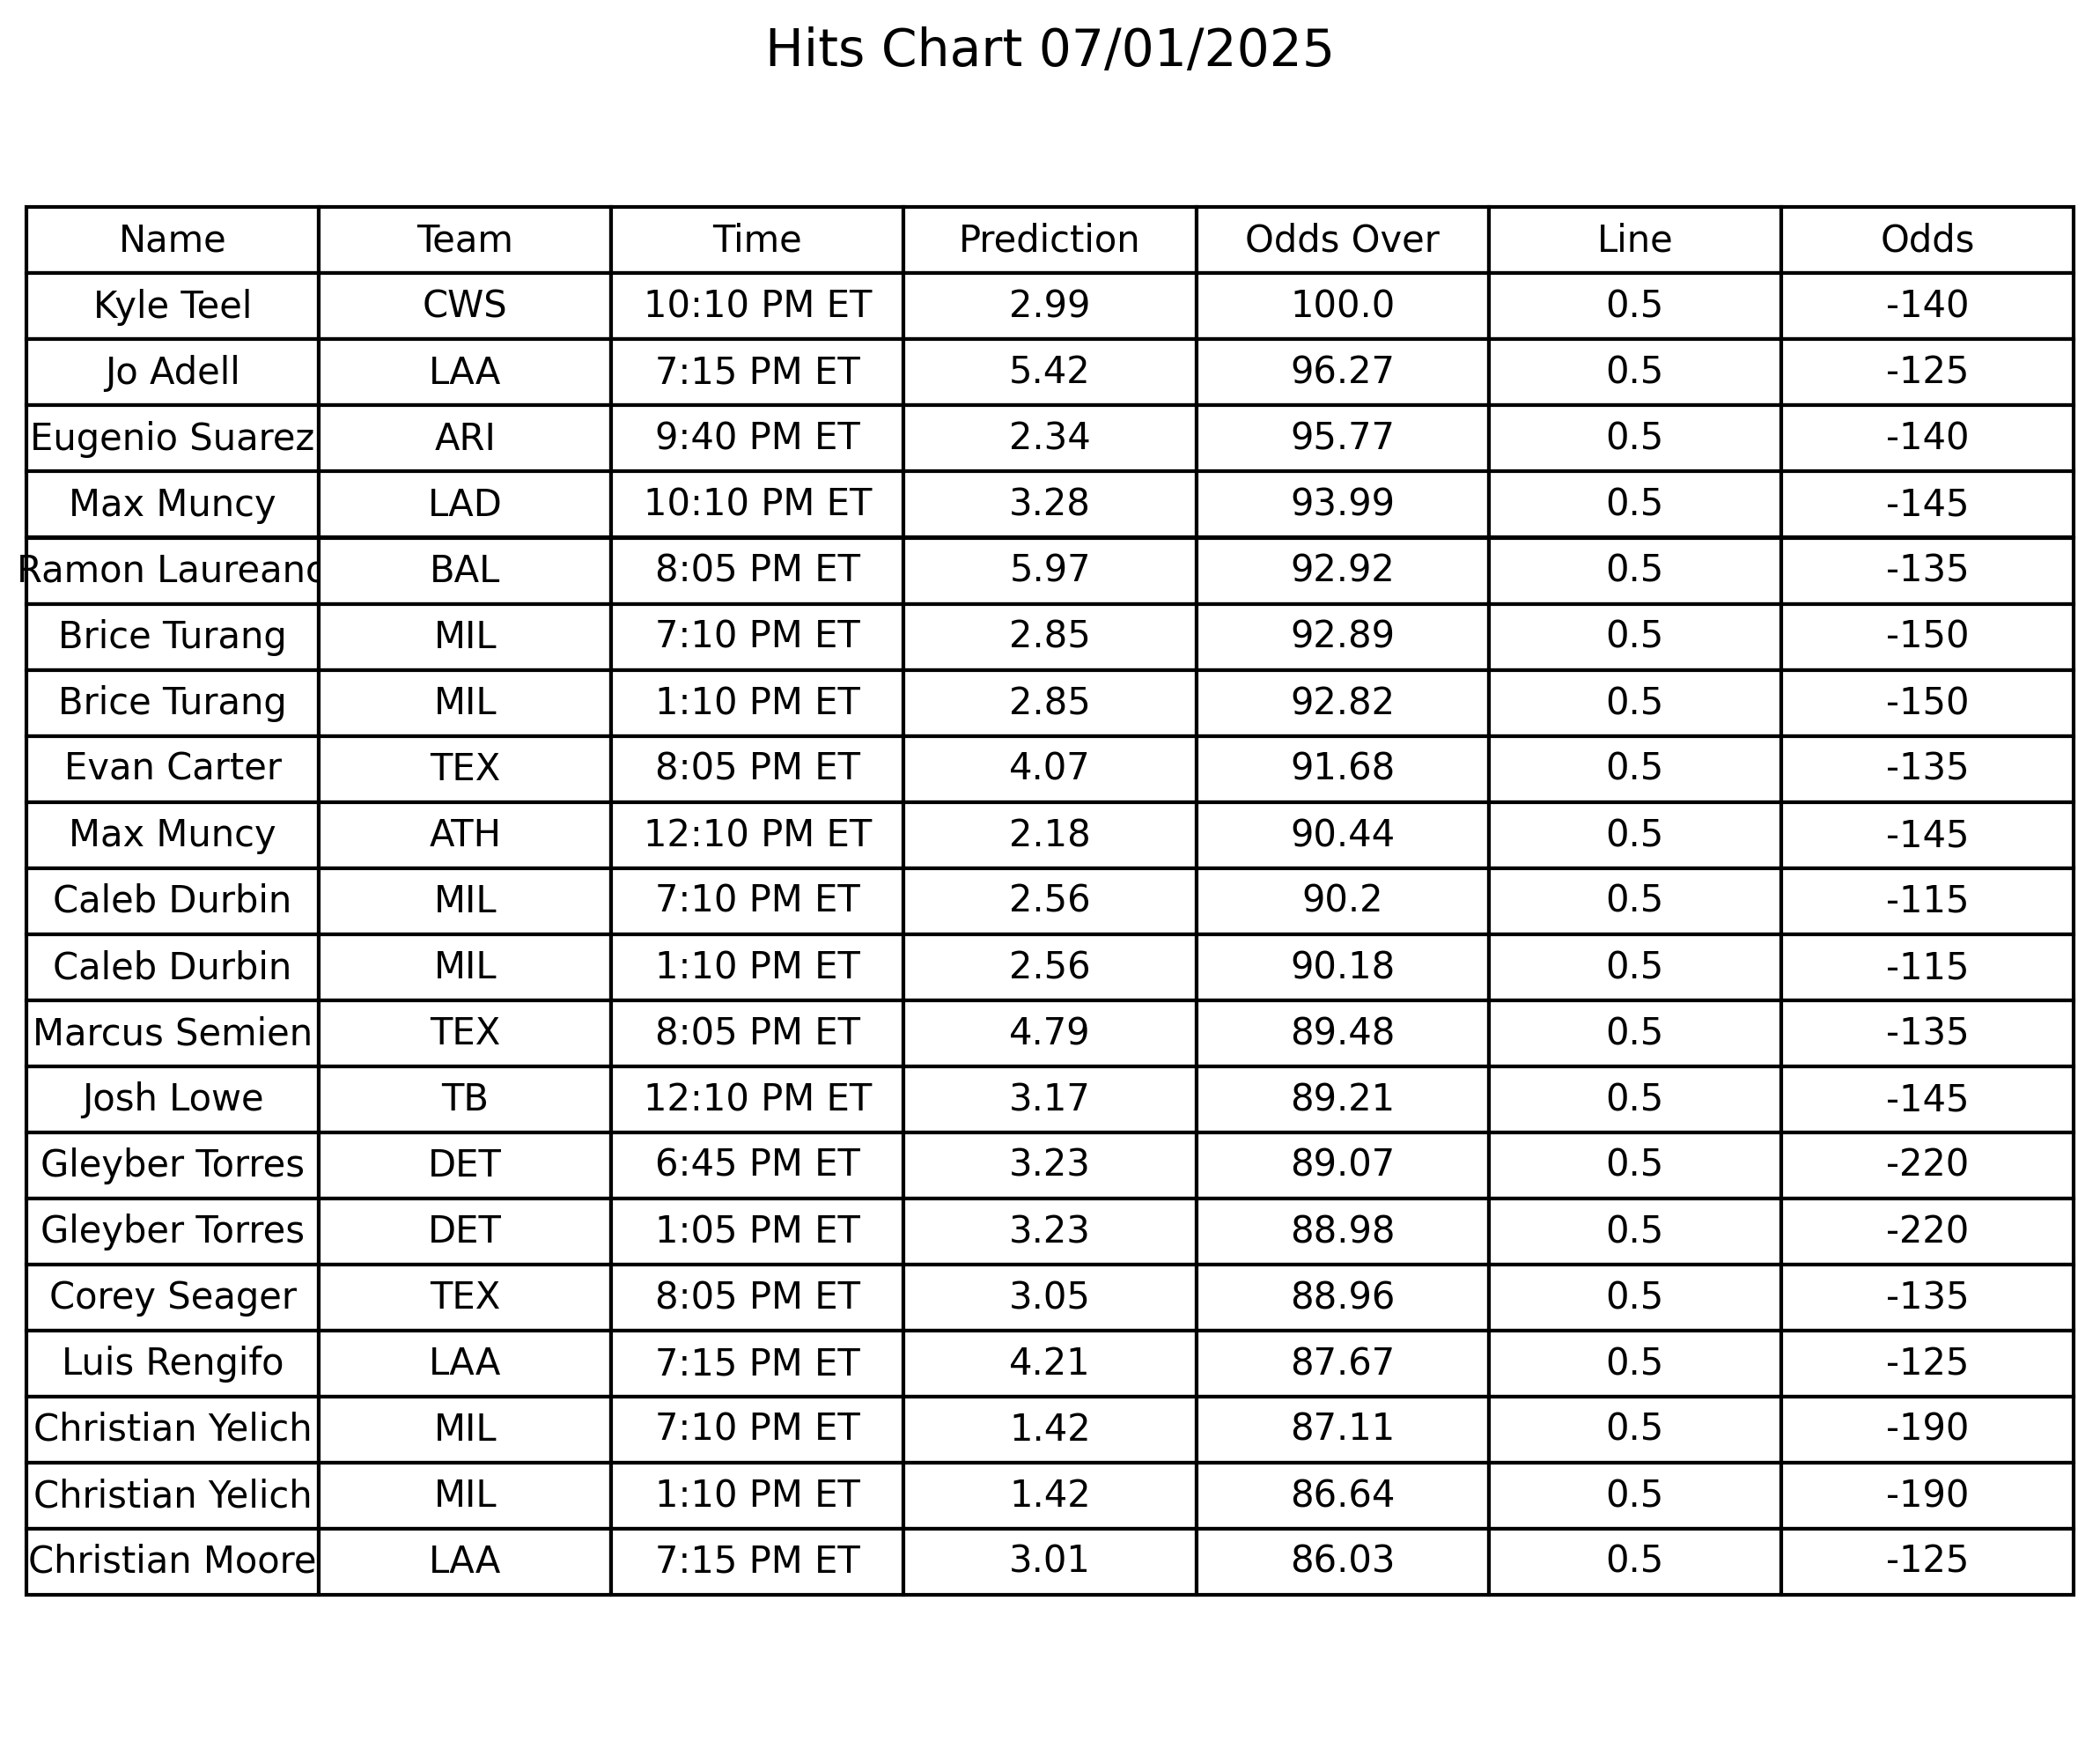 Hits Chart 07/01/2025
Name Team Time Prediction Odds Over Line Odds
Kyle Teel CWS 10:10 PM ET 2.99 100.0 0.5 -140
Jo Adell LAA 7:15 PM ET 5.42 96.27 0.5 -125
Eugenio Suarez ARI 9:40 PM ET 2.34 95.77 0.5 -140
Max Muncy LAD 10:10 PM ET 3.28 93.99 0.5 -145
Ramon Laureano BAL 8:05 PM ET 5.97 92.92 0.5 -135
Brice Turang MIL 7:10 PM ET 2.85 92.89 0.5 -150
Brice Turang MIL 1:10 PM ET 2.85 92.82 0.5 -150
Evan Carter TEX 8:05 PM ET 4.07 91.68 0.5 -135
Max Muncy ATH 12:10 PM ET 2.18 90.44 0.5 -145
Caleb Durbin MIL 7:10 PM ET 2.56 90.2 0.5 -115
Caleb Durbin MIL 1:10 PM ET 2.56 90.18 0.5 -115
Marcus Semien TEX 8:05 PM ET 4.79 89.48 0.5 -135
Josh Lowe TB 12:10 PM ET 3.17 89.21 0.5 -145
Gleyber Torres DET 6:45 PM ET 3.23 89.07 0.5 -220
Gleyber Torres DET 1:05 PM ET 3.23 88.98 0.5 -220
Corey Seager TEX 8:05 PM ET 3.05 88.96 0.5 -135
Luis Rengifo LAA 7:15 PM ET 4.21 87.67 0.5 -125
Christian Yelich MIL 7:10 PM ET 1.42 87.11 0.5 -190
Christian Yelich MIL 1:10 PM ET 1.42 86.64 0.5 -190
Christian Moore LAA 7:15 PM ET 3.01 86.03 0.5 -125